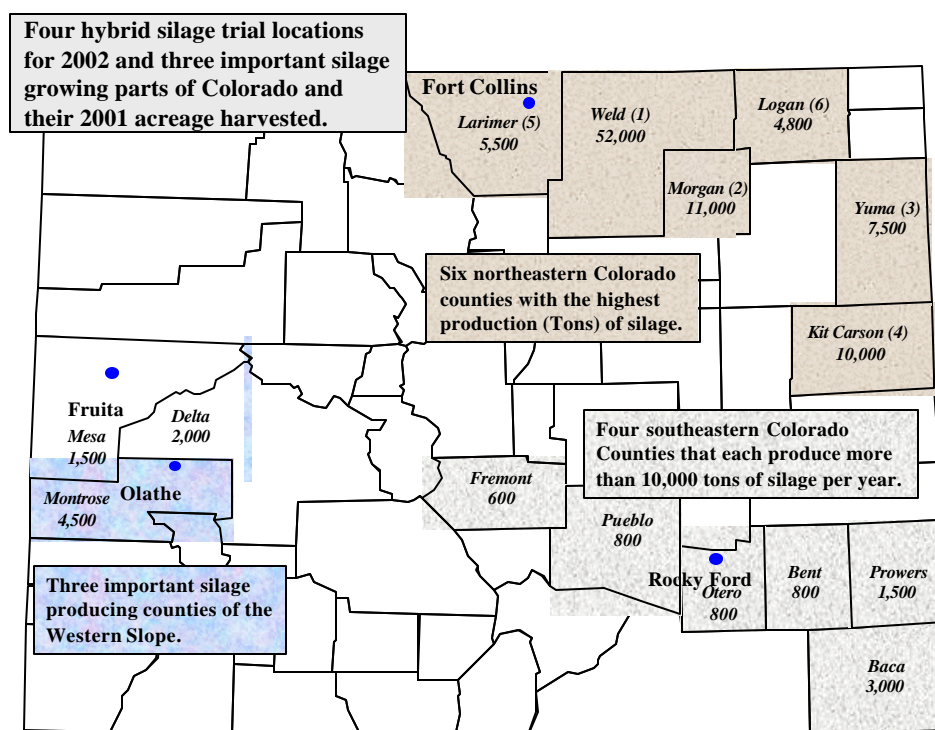 Four hybrid silage trial locations
for 2002 and three important silage
growing parts of Colorado and
their 2001 acreage harvested.
Fort Collins
Larimer (5)
5,500
Weld (1)
52,000
Logan (6)
4,800
Morgan (2)
11,000
Yuma (3)
7,500
Six northeastern Colorado
counties with the highest
production (Tons) of silage.
Kit Carson (4)
10,000
Fruita
Mesa
1,500
Delta
2,000
Four southeastern Colorado
Counties that each produce more
than 10,000 tons of silage per year.
Montrose
4,500
Olathe
Fremont
600
Pueblo
800
Rocky Ford
Otero
800
Bent
800
Prowers
1,500
Three important silage
producing counties of the
Western Slope.
Baca
3,000